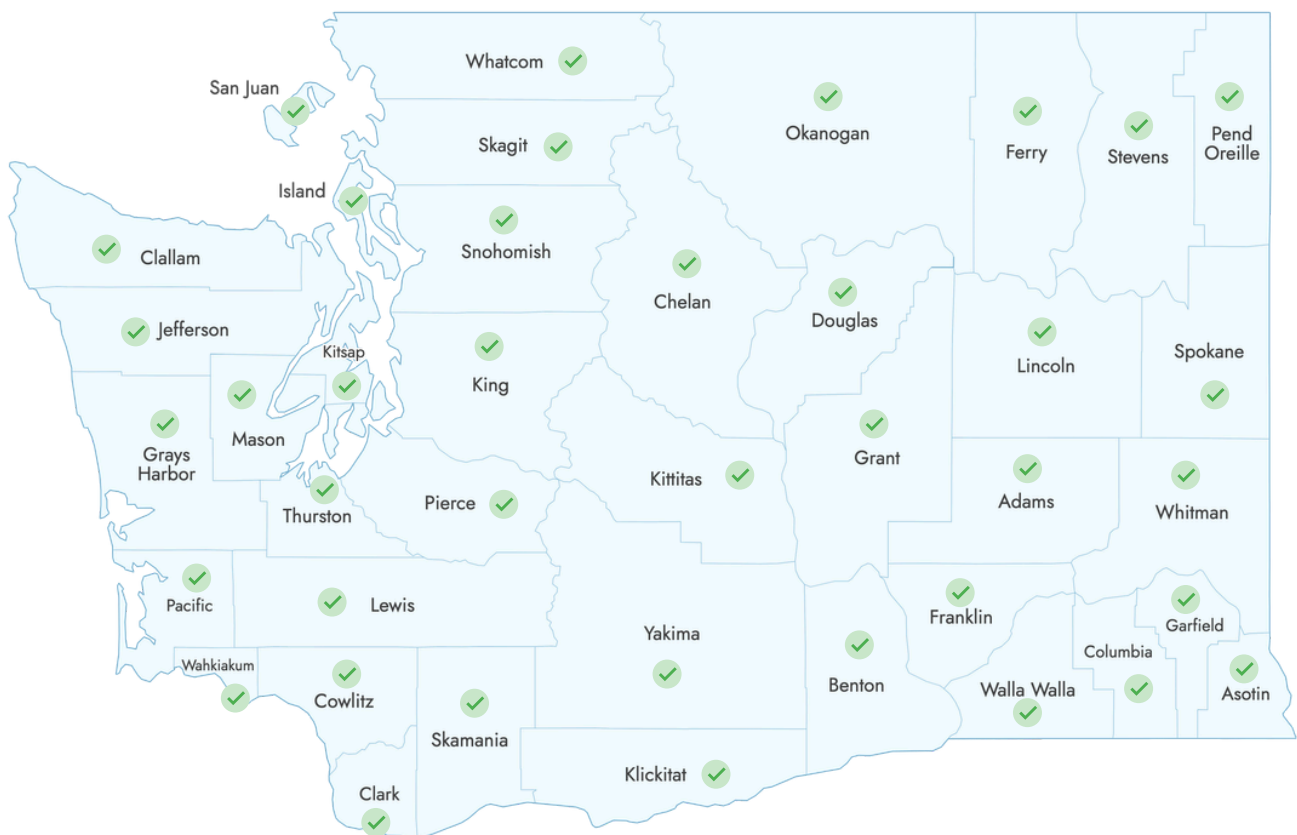 Whatcom
San Juan
Okanogan
Pend
Oreille
Skagit
Ferry
Stevens
Island
Snohomish
Clallam
Chelan
Douglas
Jefferson
Kitsap
Spokane
Lincoln
King
Mason
Grays
Harbor
Grant
Kittitas
Adams
Pierce
Whitman
Thurston
Pacific
Lewis
Franklin
Garfield
Yakima
Columbia
Wahkiakum
Benton
Walla Walla
Asotin
Cowlitz
Skamania
Klickitat
Clark